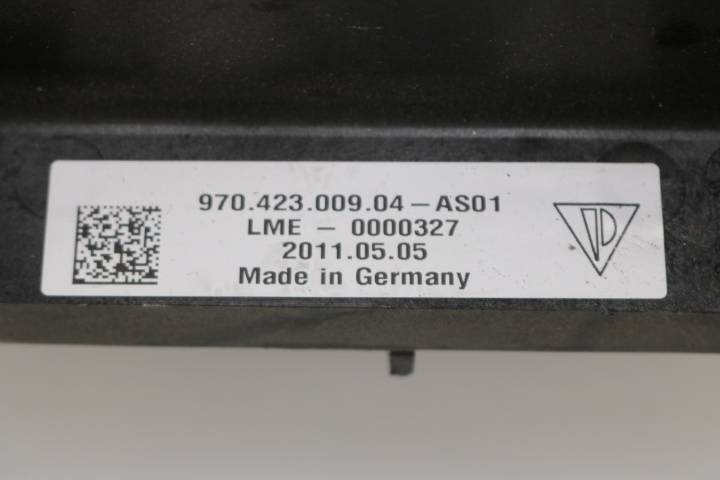 970.423.009.04-AS01
LME - 0000327
2011.05.05
Made in Germany